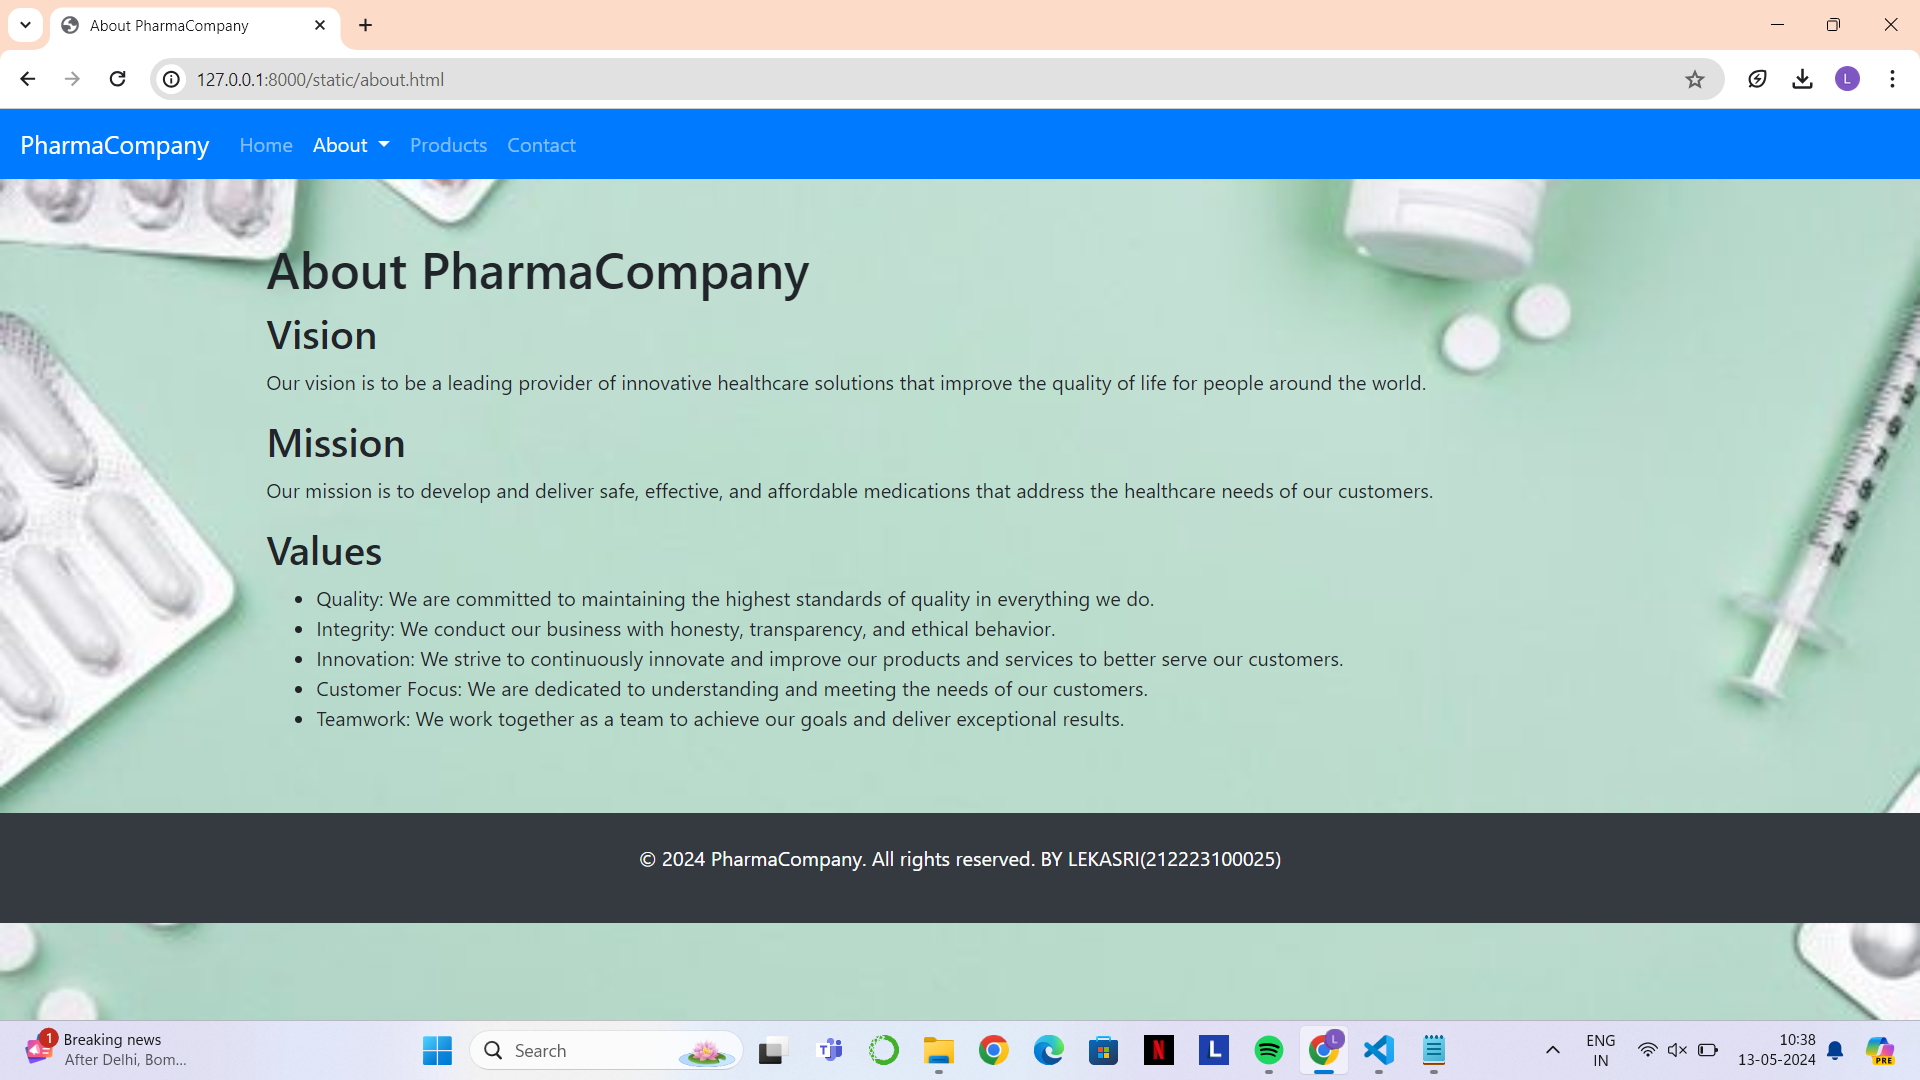 About PharmaCompany
127.0.0.1:8000/static/about.html
L
PharmaCompany Home About Products Contact
About PharmaCompany
Vision
Our vision is to be a leading provider of innovative healthcare solutions that improve the quality of life for people around the world.
Mission
Our mission is to develop and deliver safe, effective, and affordable medications that address the healthcare needs of our customers.
Values
• Quality: We are committed to maintaining the highest standards of quality in everything we do.
• Integrity: We conduct our business with honesty, transparency, and ethical behavior.
• Innovation: We strive to continuously innovate and improve our products and services to better serve our customers.
• Customer Focus: We are dedicated to understanding and meeting the needs of our customers.
• Teamwork: We work together as a team to achieve our goals and deliver exceptional results.
© 2024 PharmaCompany. All rights reserved. BY LEKASRI(212223100025)
1
Breaking news
After Delhi, Bom...
Search
T
N
L
L
ENG
IN
10:38
13-05-2024
PRE